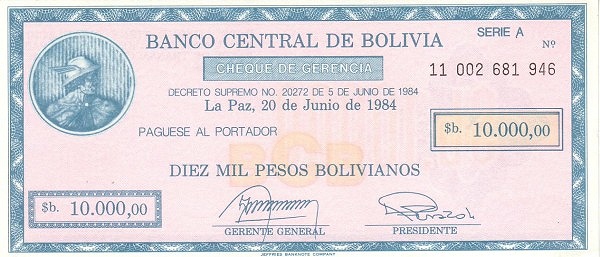 BANCO CENTRAL DE BOLIVIA
SERIE A
Nº
CHEQUE DE GERENCIA
11 002 681 946
DECRETO SUPREMO NO. 20272 DE 5 DE JUNIO DE 1984
La Paz, 20 de Junio de 1984
PAGUESE AL PORTADOR
$b. 10.000,00
BCB
DIEZ MIL PESOS BOLIVIANOS
$b. 10.000,00
GERENTE GENERAL
PRESIDENTE
JEFFRIES BANKNOTE COMPANY